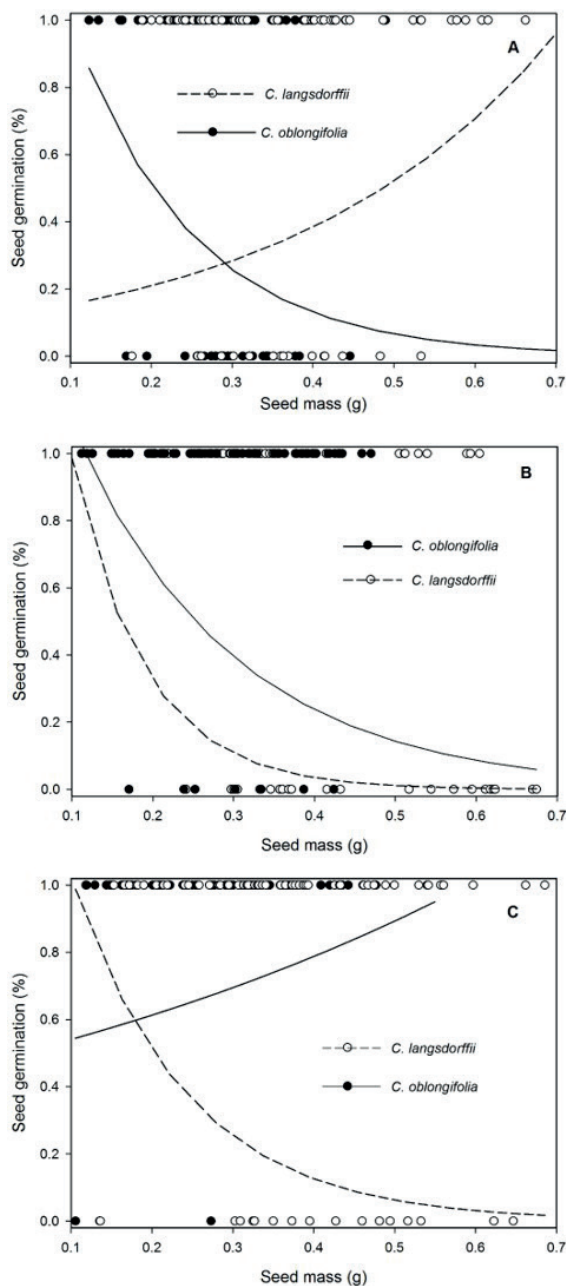 A
1.0
0.8
0.6
0.4
0.2
0.0
Seed germination (%)
C. langsdorffii
C. oblongifolia
0.1 0.2 0.3 0.4 0.5 0.6 0.7
Seed mass (g)
B
1.0
0.8
0.6
0.4
0.2
0.0
Seed germination (%)
C. oblongifolia
C. langsdorffii
0.1 0.2 0.3 0.4 0.5 0.6 0.7
Seed mass (g)
C
1.0
0.8
0.6
0.4
0.2
0.0
Seed germination (%)
C. langsdorffii
C. oblongifolia
0.1 0.2 0.3 0.4 0.5 0.6 0.7
Seed mass (g)